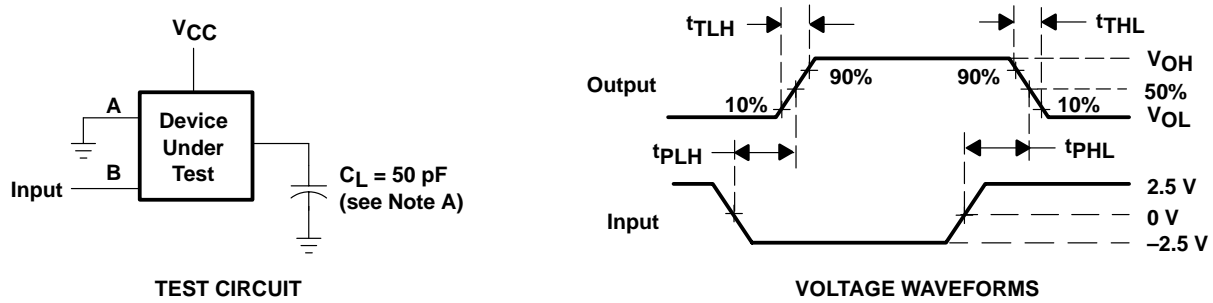 VCC
A
B
Input
Device
Under
Test
CL = 50 pF
(see Note A)
TEST CIRCUIT
tTLH
tTHL
Output
10%
90%
90%
10%
VOH
50%
VOL
tPLH
tPHL
Input
2.5 V
0 V
–2.5 V
VOLTAGE WAVEFORMS